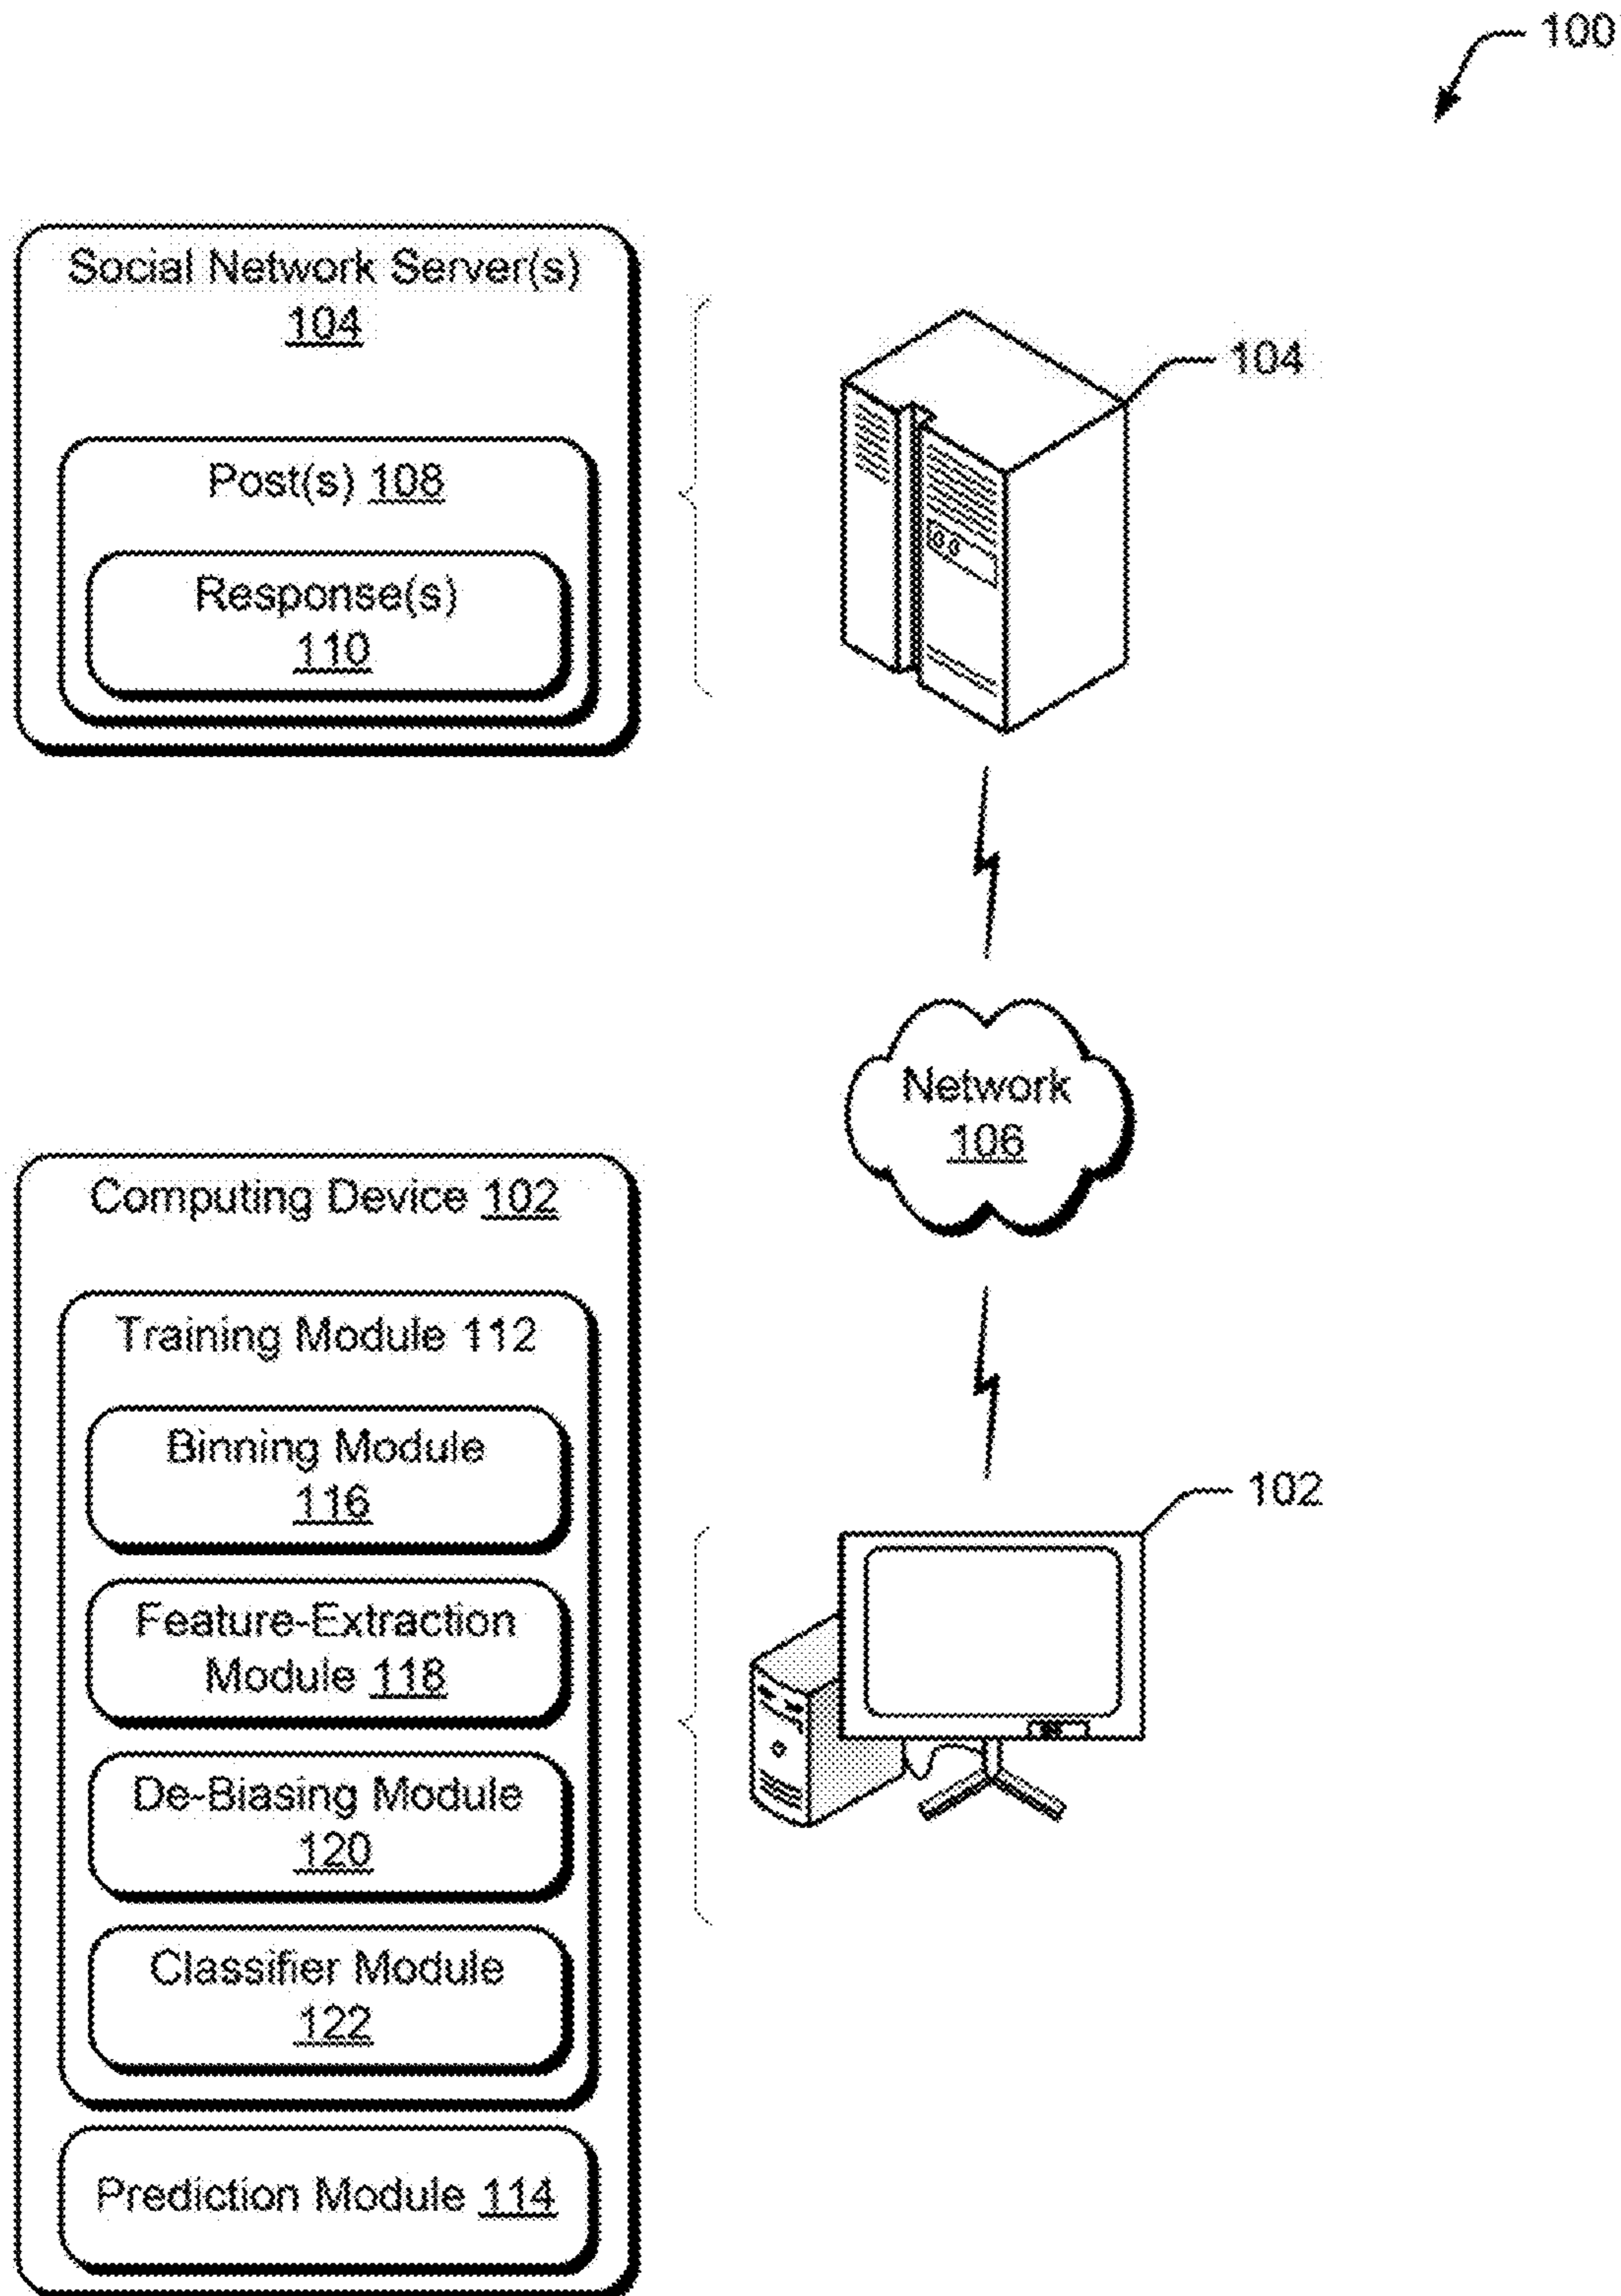 100
Social Network Server(s)
104
Post(s) 108
Response(s)
110
104
Network
106
Computing Device 102
Training Module 112
Binning Module
116
Feature-Extraction
Module 118
De-Biasing Module
120
Classifier Module
122
Prediction Module 114
102